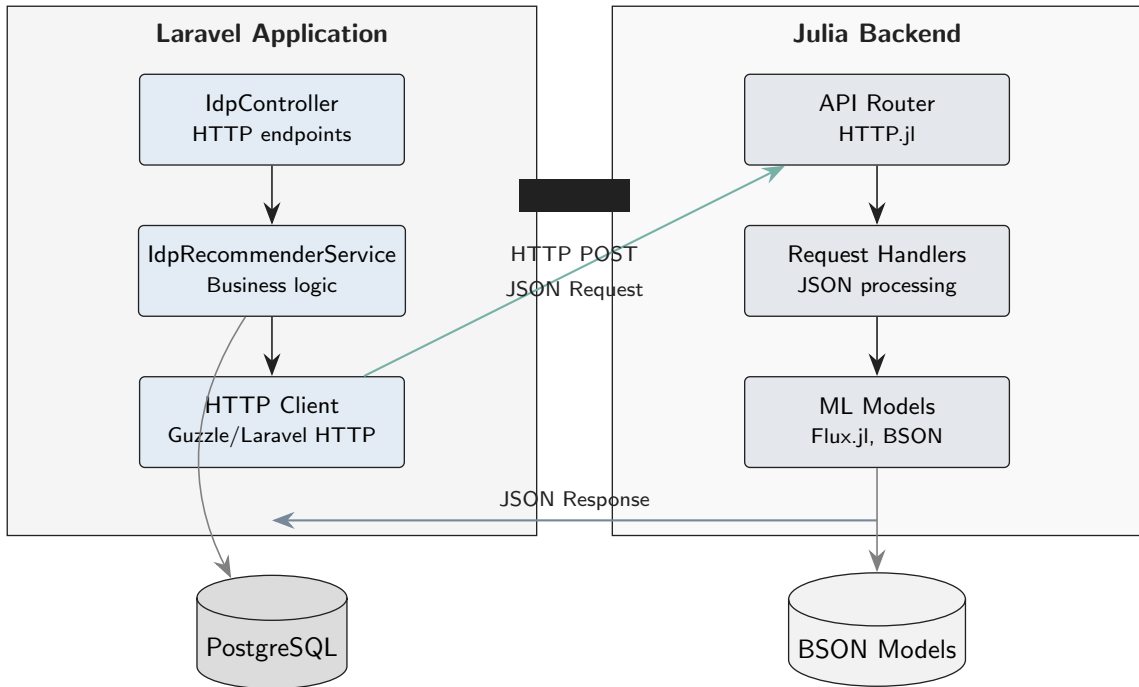 Laravel Application
IdpController
HTTP endpoints
IdpRecommenderService
Business logic
HTTP Client
Guzzle/Laravel HTTP
HTTP POST
JSON Request
JSON Response
Julia Backend
API Router
HTTP.jl
Request Handlers
JSON processing
ML Models
Flux.jl, BSON
PostgreSQL
BSON Models